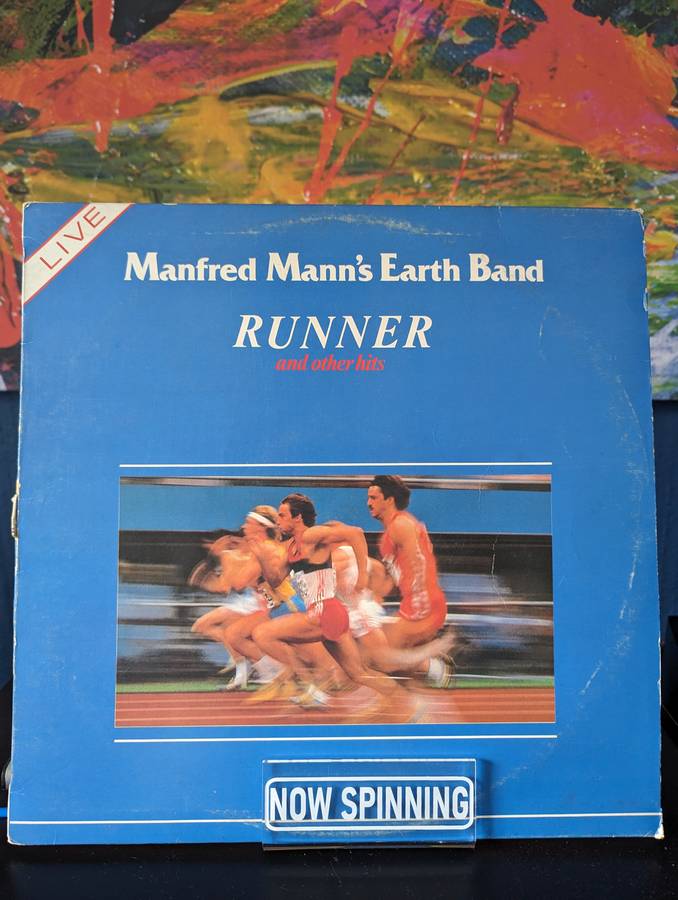 LIVE
Manfred Mann's Earth Band
RUNNER
and other hits
NOW SPINNING